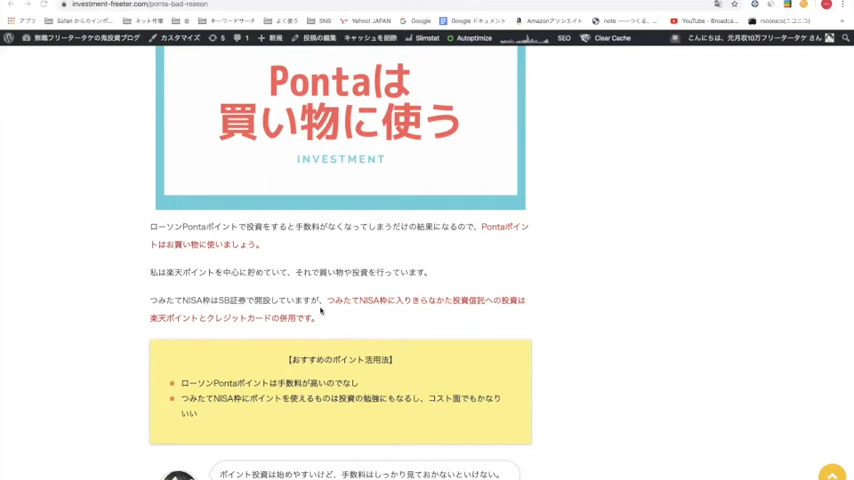 investment-freeter.com/ponta-bad-reason
アプリ Safari からのインポ... ネット作業 会 キーワードサーチ よく使う SNS Yahoo! JAPAN Google Google ドキュメント Amazonアソシエイト note ──つくる、... YouTube - Broadca... niconico(ニコニコ)
無職フリータータケの鬼投資ブログ カスタマイズ 5 1 新規 投稿の編集 キャッシュを削除 Slimstat Autoptimize SEO Clear Cache こんにちは、元月収10万フリータータケ さん
Pontaは
買い物に使う
INVESTMENT
ローソンPontaポイントで投資をすると手数料がなくなってしまうだけの結果になるので、Pontaポイン
トはお買い物に使いましょう。
私は楽天ポイントを中心に貯めていて、それで買い物や投資を行っています。
つみたてNISA枠はSB証券で開設していますが、つみたてNISA枠に入りきらなかた投資信託への投資は
楽天ポイントとクレジットカードの併用です。
【おすすめのポイント活用法】
ローソンPontaポイントは手数料が高いのでなし
つみたてNISA枠にポイントを使えるものは投資の勉強にもなるし、コスト面でもかなり
いい
ポイント投資は始めやすいけど、手数料はしっかり見ておかないといけない。